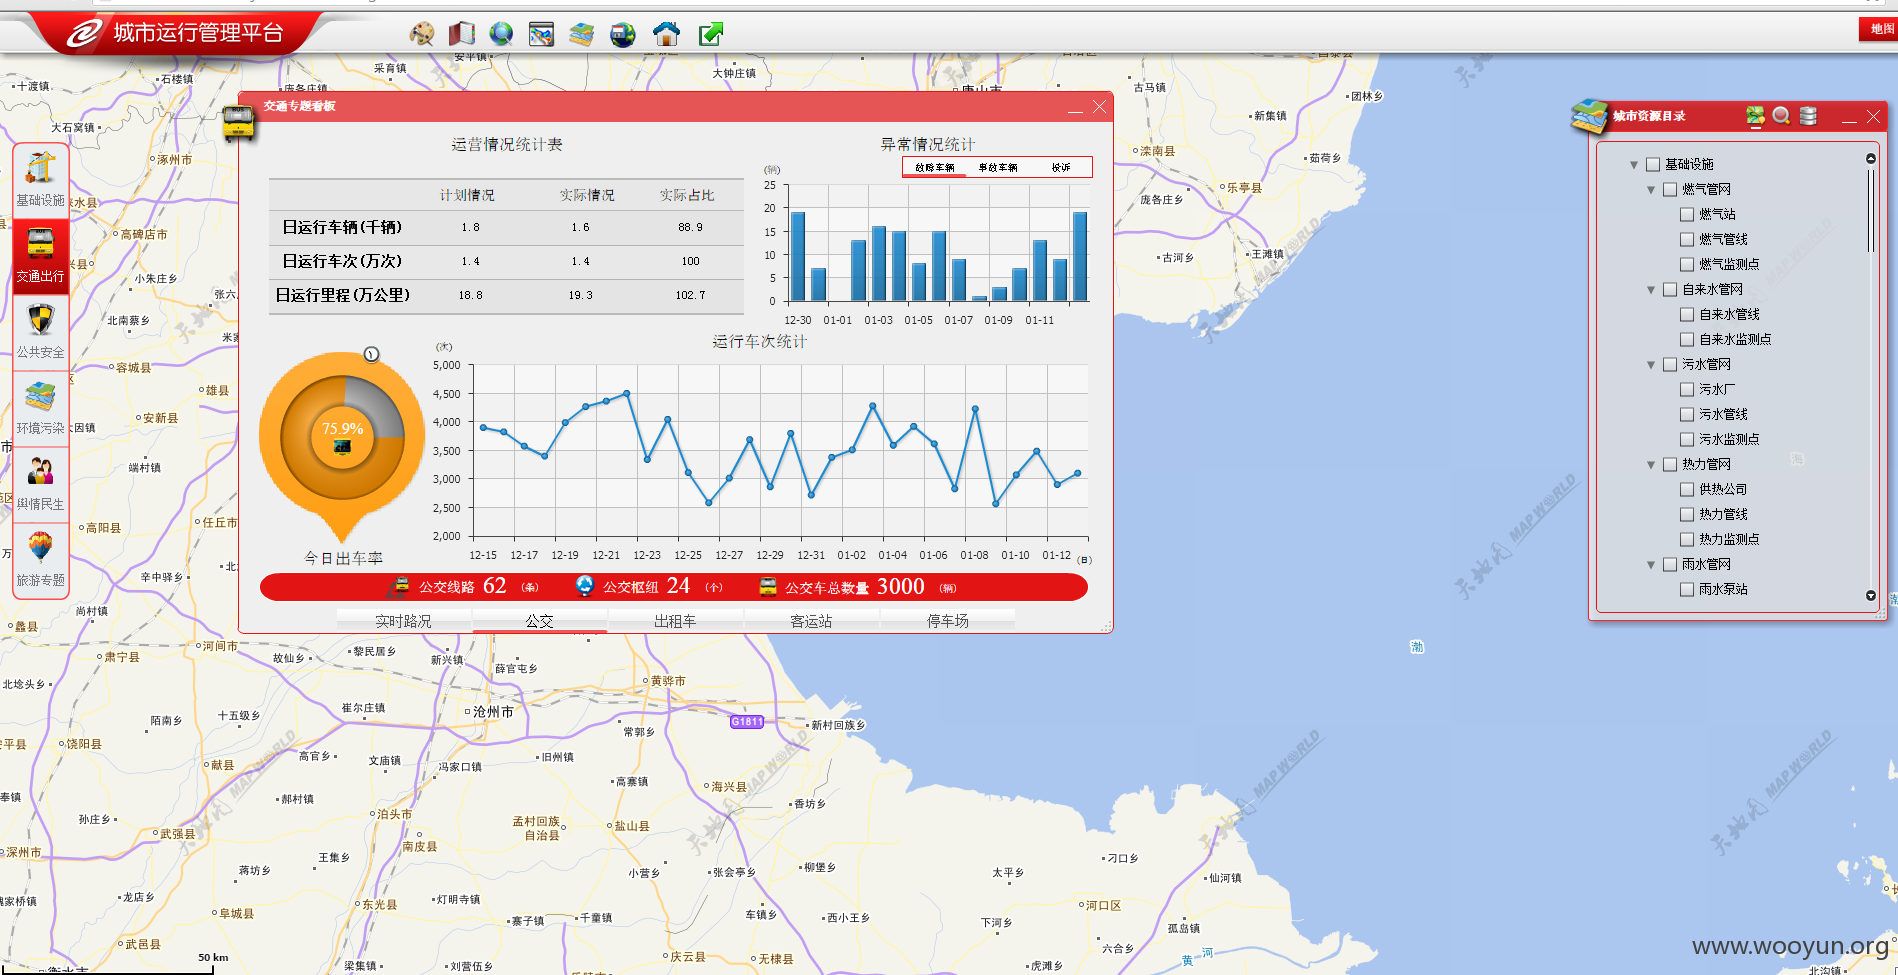 城市运行管理平台
地图
交通专题看板
运营情况统计表
计划情况 实际情况 实际占比
日运行车辆(千辆) 1.8 1.6 88.9
日运行车次(万次) 1.4 1.4 100
日运行里程(万公里) 18.8 19.3 102.7
异常情况统计
(辆)
故障车辆 事故车辆 投诉
25
20
15
10
5
0
12-30 01-01 01-03 01-05 01-07 01-09 01-11
运行车次统计
(次)
5,000
4,500
4,000
3,500
3,000
2,500
2,000
12-15 12-17 12-19 12-21 12-23 12-25 12-27 12-29 12-31 01-02 01-04 01-06 01-08 01-10 01-12
(日)
75.9%
今日出车率
公交线路 62 (条) 公交枢纽 24 (个) 公交车总数量 3000 (辆)
实时路况 公交 出租车 客运站 停车场
基础设施
交通出行
公共安全
环境污染
舆情民生
旅游专题
城市资源目录
基础设施
燃气管网
燃气站
燃气管线
燃气监测点
自来水管网
自来水管线
自来水监测点
污水管网
污水厂
污水管线
污水监测点
热力管网
供热公司
热力管线
热力监测点
雨水管网
雨水泵站
十渡镇
石楼镇
庞各庄镇
采育镇
安平镇
大钟庄镇
唐山市
古马镇
团林乡
新集镇
大石窝镇
涿州市
滦南县
茹荷乡
乐亭县
庞各庄乡
高碑店市
小朱庄乡
古河乡
王滩镇
北南蔡乡
容城县
雄县
安新县
端村镇
高阳县
任丘市
辛中驿乡
尚村镇
蠡县
肃宁县
河间市
故仙乡
黎民居乡
新兴镇
薛官屯乡
黄骅市
北埝头乡
陌南乡
十五级乡
崔尔庄镇
沧州市
G1811
新村回族乡
常郭乡
饶阳县
献县
高官乡
文庙镇
冯家口镇
旧州镇
高寨镇
海兴县
香坊乡
郝村镇
孙庄乡
武强县
泊头市
南皮县
孟村回族
自治县
盐山县
深州市
王集乡
蒋坊乡
小营乡
张会亭乡
柳堡乡
太平乡
刁口乡
仙河镇
龙店乡
阜城县
东光县
灯明寺镇
寨子镇
千童镇
车镇乡
西小王乡
下河乡
河口区
孤岛镇
武邑县
梁集镇
刘营伍乡
庆云县
无棣县
虎滩乡
六合乡
黄 河
渤
海
北沟镇
50 km
天地图 MAP WORLD
www.wooyun.org